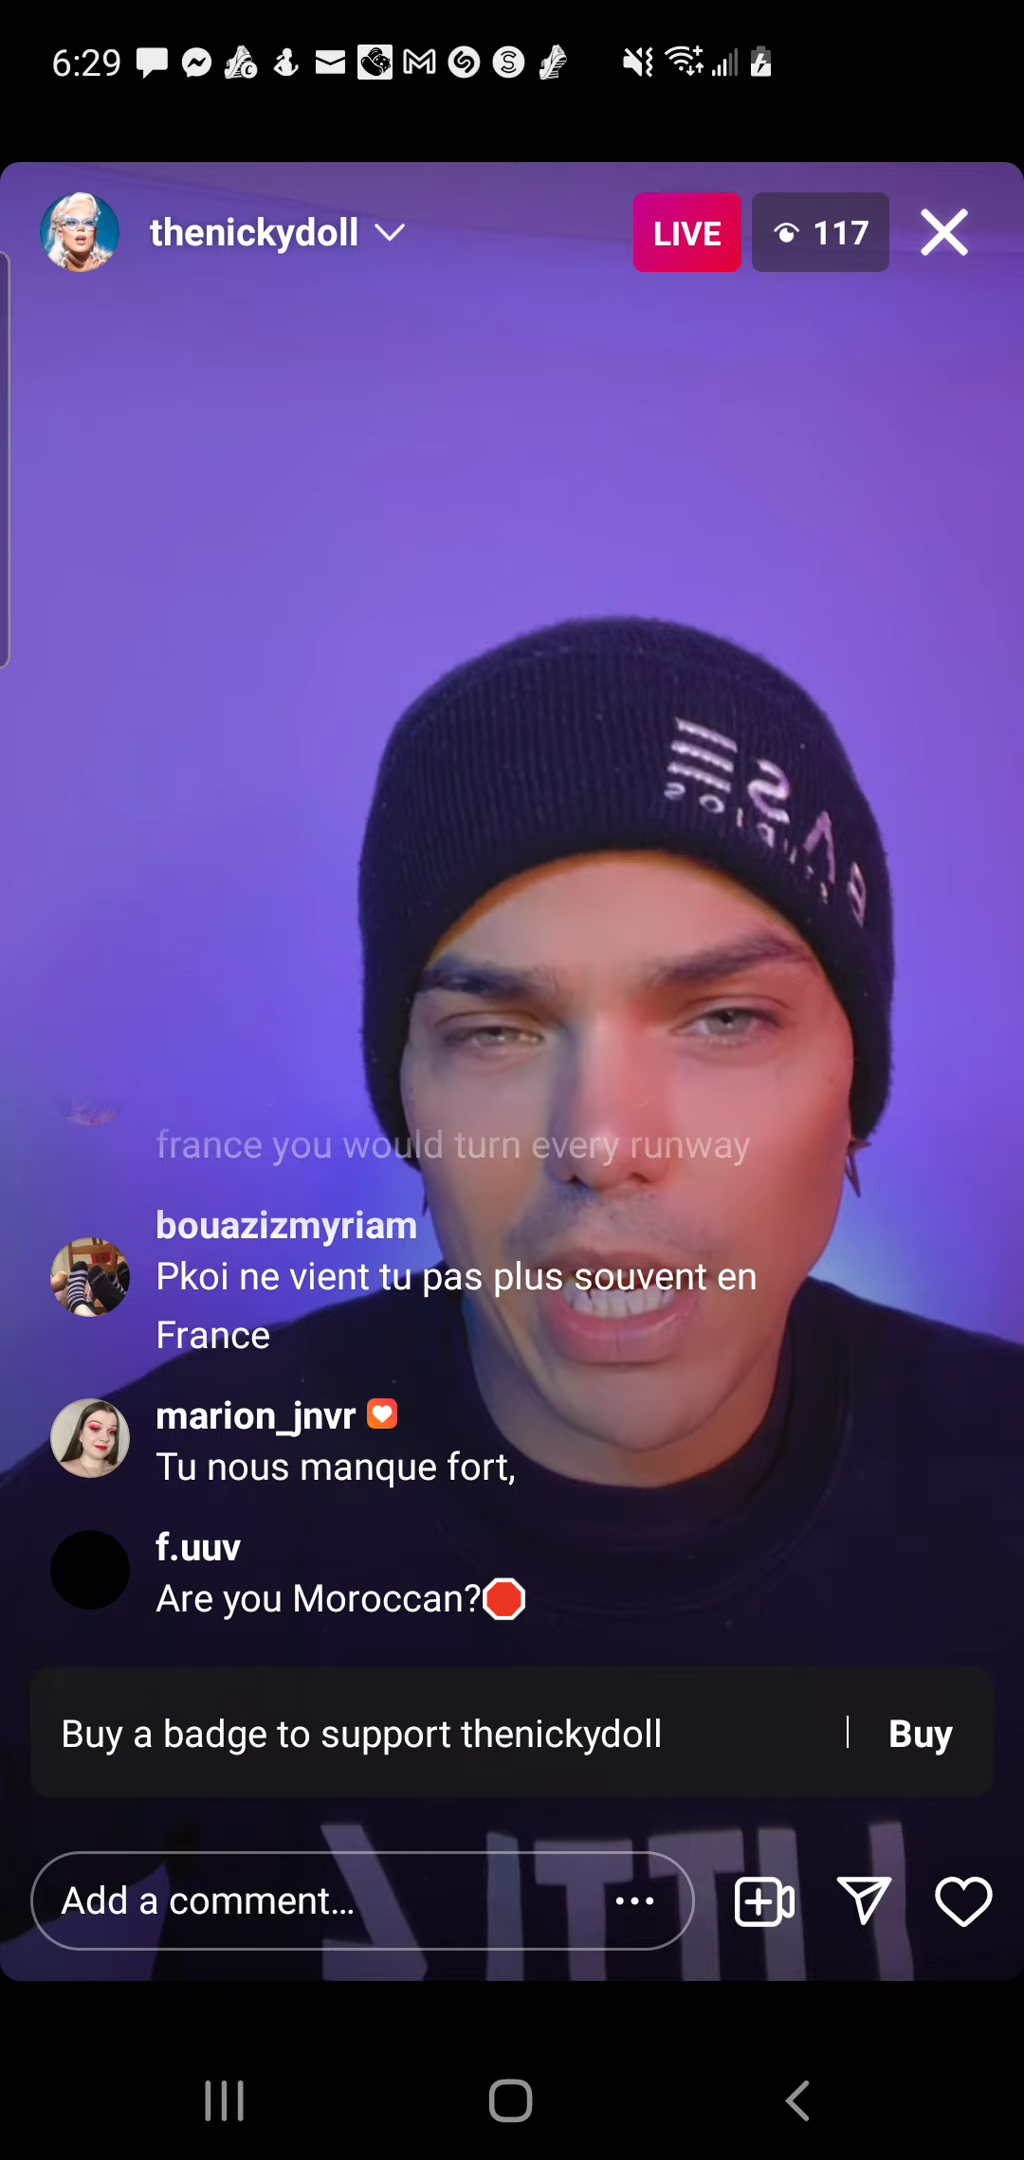 6:29
thenickydoll
LIVE
117
BASE
STUDIOS
france you would turn every runway
bouazizmyriam
Pkoi ne vient tu pas plus souvent en
France
marion_jnvr
Tu nous manque fort,
f.uuv
Are you Moroccan?🛑
Buy a badge to support thenickydoll
Buy
Add a comment...